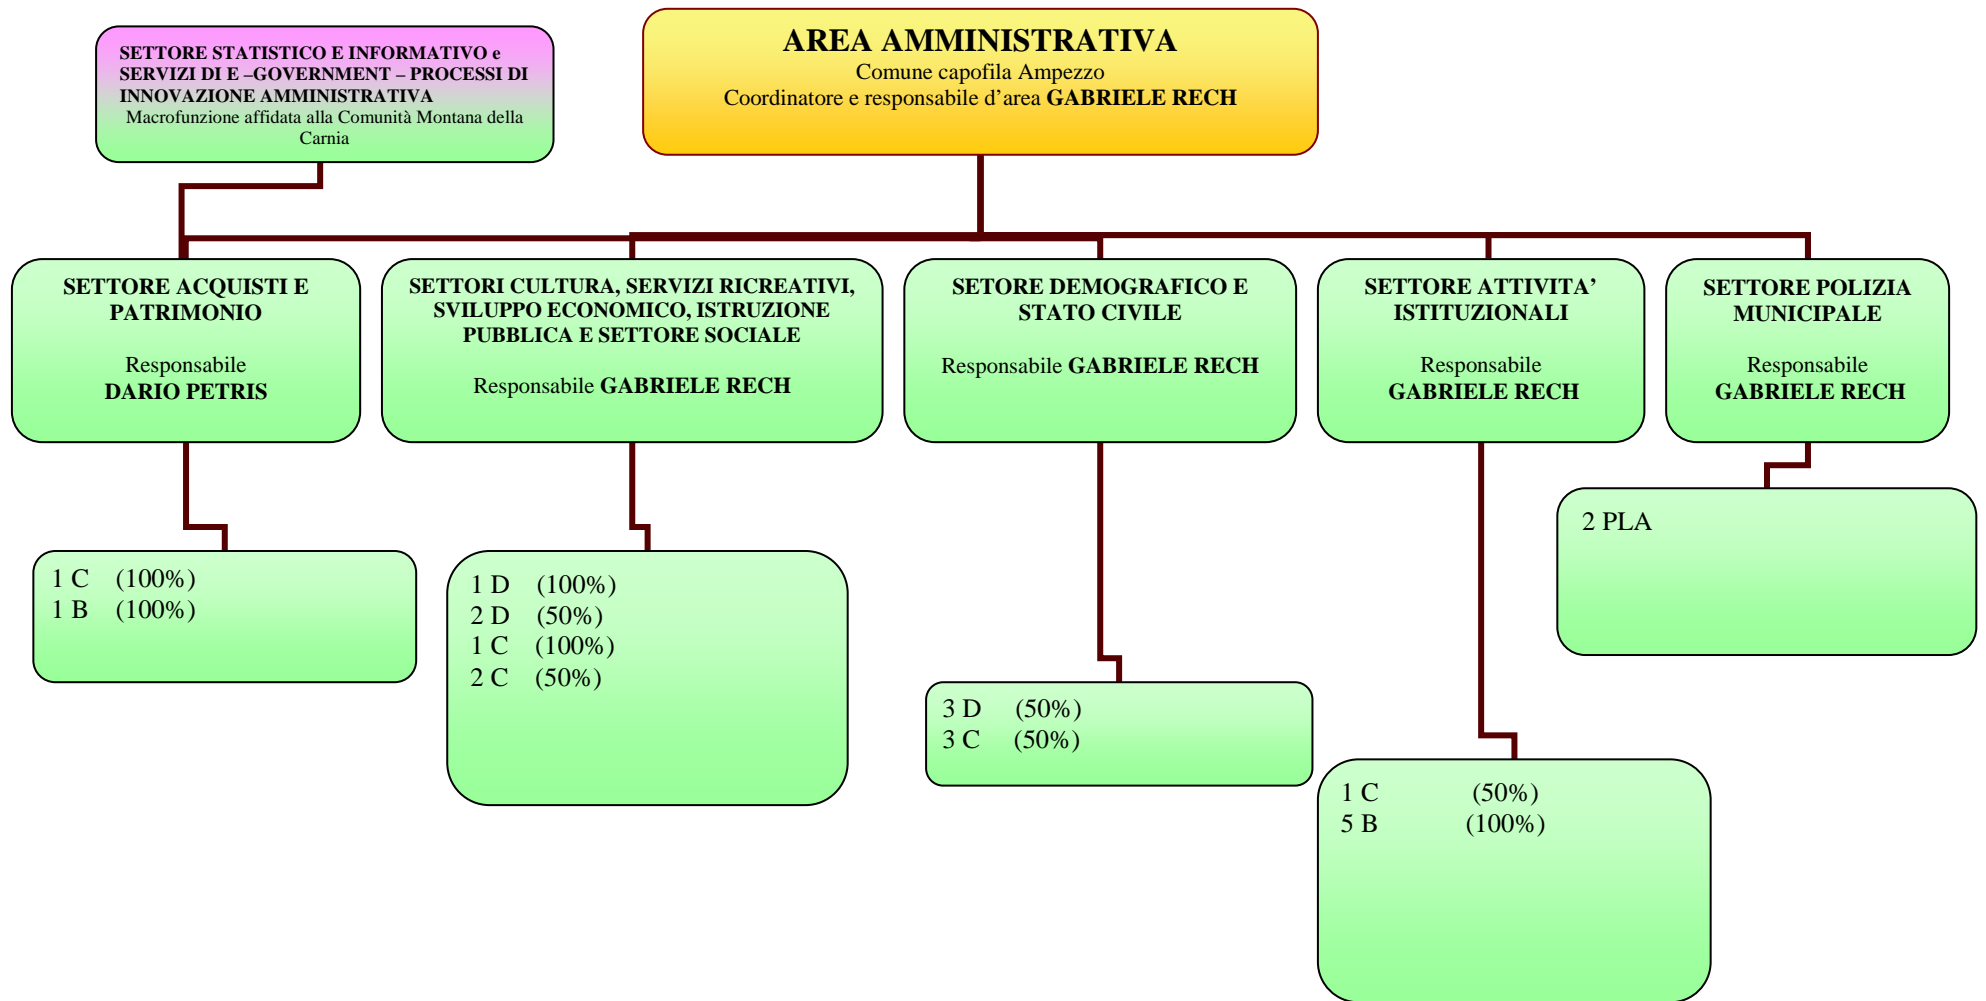 SETTORE STATISTICO E INFORMATIVO e
SERVIZI DI E –GOVERNMENT – PROCESSI DI
INNOVAZIONE AMMINISTRATIVA
Macrofunzione affidata alla Comunità Montana della
Carnia
AREA AMMINISTRATIVA
Comune capofila Ampezzo
Coordinatore e responsabile d’area GABRIELE RECH
SETTORE ACQUISTI E
PATRIMONIO
Responsabile
DARIO PETRIS
SETTORI CULTURA, SERVIZI RICREATIVI,
SVILUPPO ECONOMICO, ISTRUZIONE
PUBBLICA E SETTORE SOCIALE
Responsabile GABRIELE RECH
SETORE DEMOGRAFICO E
STATO CIVILE
Responsabile GABRIELE RECH
SETTORE ATTIVITA’
ISTITUZIONALI
Responsabile
GABRIELE RECH
SETTORE POLIZIA
MUNICIPALE
Responsabile
GABRIELE RECH
1 C (100%)
1 B (100%)
1 D (100%)
2 D (50%)
1 C (100%)
2 C (50%)
3 D (50%)
3 C (50%)
1 C (50%)
5 B (100%)
2 PLA